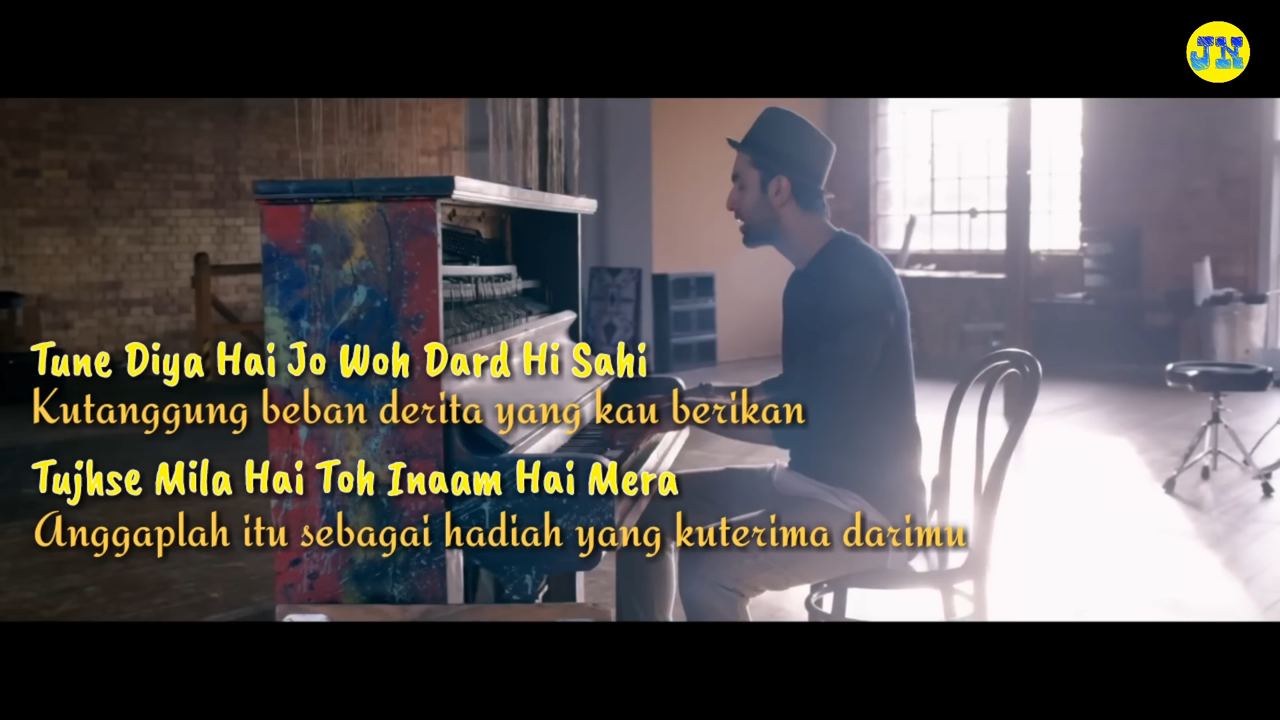 JN
Tune Diya Hai Jo Woh Dard Hi Sahi
Kutanggung beban derita yang kau berikan
Tujhse Mila Hai Toh Inaam Hai Mera
Anggaplah itu sebagai hadiah yang kuterima darimu